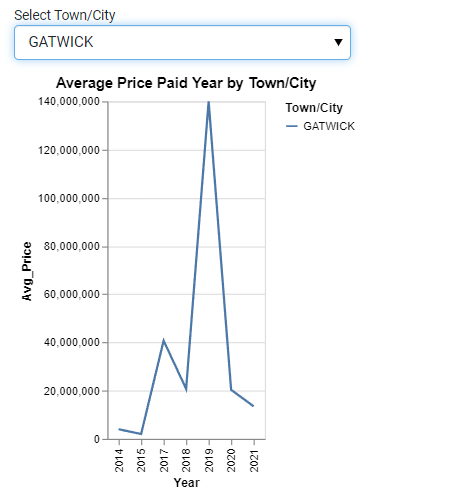 Select Town/City
GATWICK
Average Price Paid Year by Town/City
Town/City
GATWICK
Avg_Price
140,000,000
120,000,000
100,000,000
80,000,000
60,000,000
40,000,000
20,000,000
0
2014
2015
2017
2018
2019
2020
2021
Year